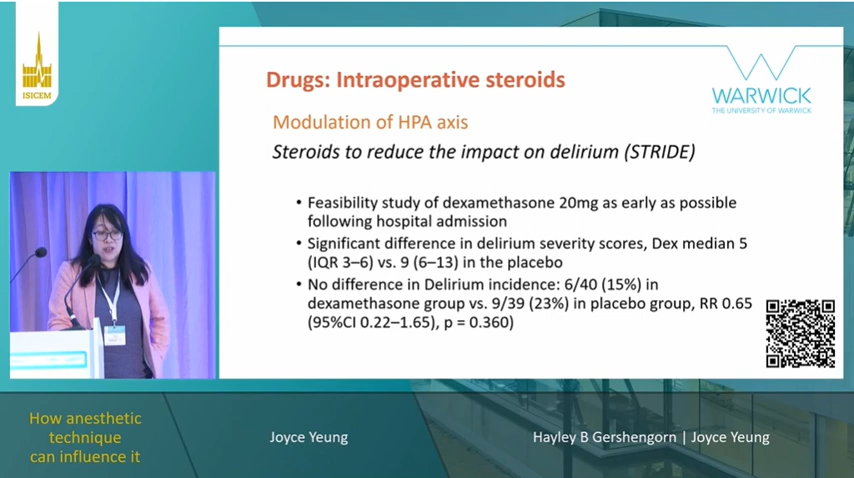 ISICEM
Drugs: Intraoperative steroids
WARWICK
THE UNIVERSITY OF WARWICK
Modulation of HPA axis
Steroids to reduce the impact on delirium (STRIDE)
• Feasibility study of dexamethasone 20mg as early as possible
following hospital admission
• Significant difference in delirium severity scores, Dex median 5
(IQR 3–6) vs. 9 (6–13) in the placebo
• No difference in Delirium incidence: 6/40 (15%) in
dexamethasone group vs. 9/39 (23%) in placebo group, RR 0.65
(95%CI 0.22–1.65), p = 0.360)
How anesthetic
technique
can influence it
Joyce Yeung
Hayley B Gershengorn | Joyce Yeung